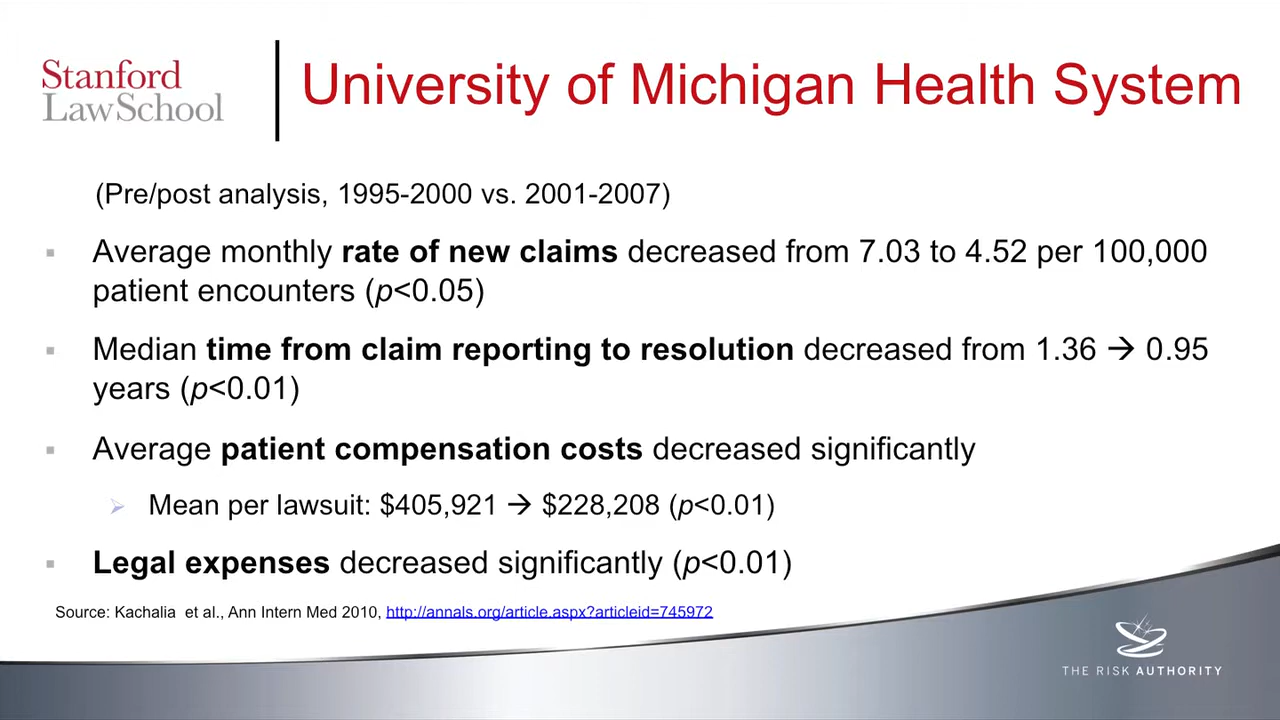 Stanford
LawSchool
University of Michigan Health System
(Pre/post analysis, 1995-2000 vs. 2001-2007)
▪ Average monthly rate of new claims decreased from 7.03 to 4.52 per 100,000
patient encounters (p<0.05)
▪ Median time from claim reporting to resolution decreased from 1.36 → 0.95
years (p<0.01)
▪ Average patient compensation costs decreased significantly
➢ Mean per lawsuit: $405,921 → $228,208 (p<0.01)
▪ Legal expenses decreased significantly (p<0.01)
Source: Kachalia et al., Ann Intern Med 2010, http://annals.org/article.aspx?articleid=745972
THE RISK AUTHORITY